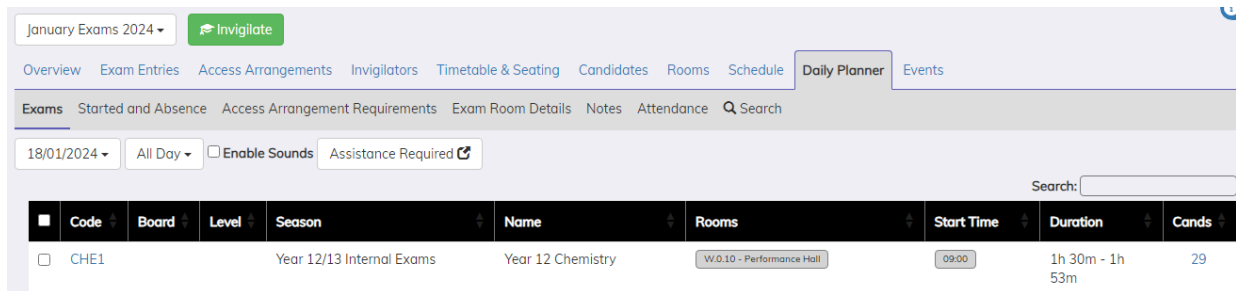 January Exams 2024 Invigilate
Overview Exam Entries Access Arrangements Invigilators Timetable & Seating Candidates Rooms Schedule Daily Planner Events
Exams Started and Absence Access Arrangement Requirements Exam Room Details Notes Attendance Search
18/01/2024 All Day Enable Sounds Assistance Required
Search:
Code Board Level Season Name Rooms Start Time Duration Cands
CHE1 Year 12/13 Internal Exams Year 12 Chemistry W.0.10 - Performance Hall 09:00 1h 30m - 1h 29
53m